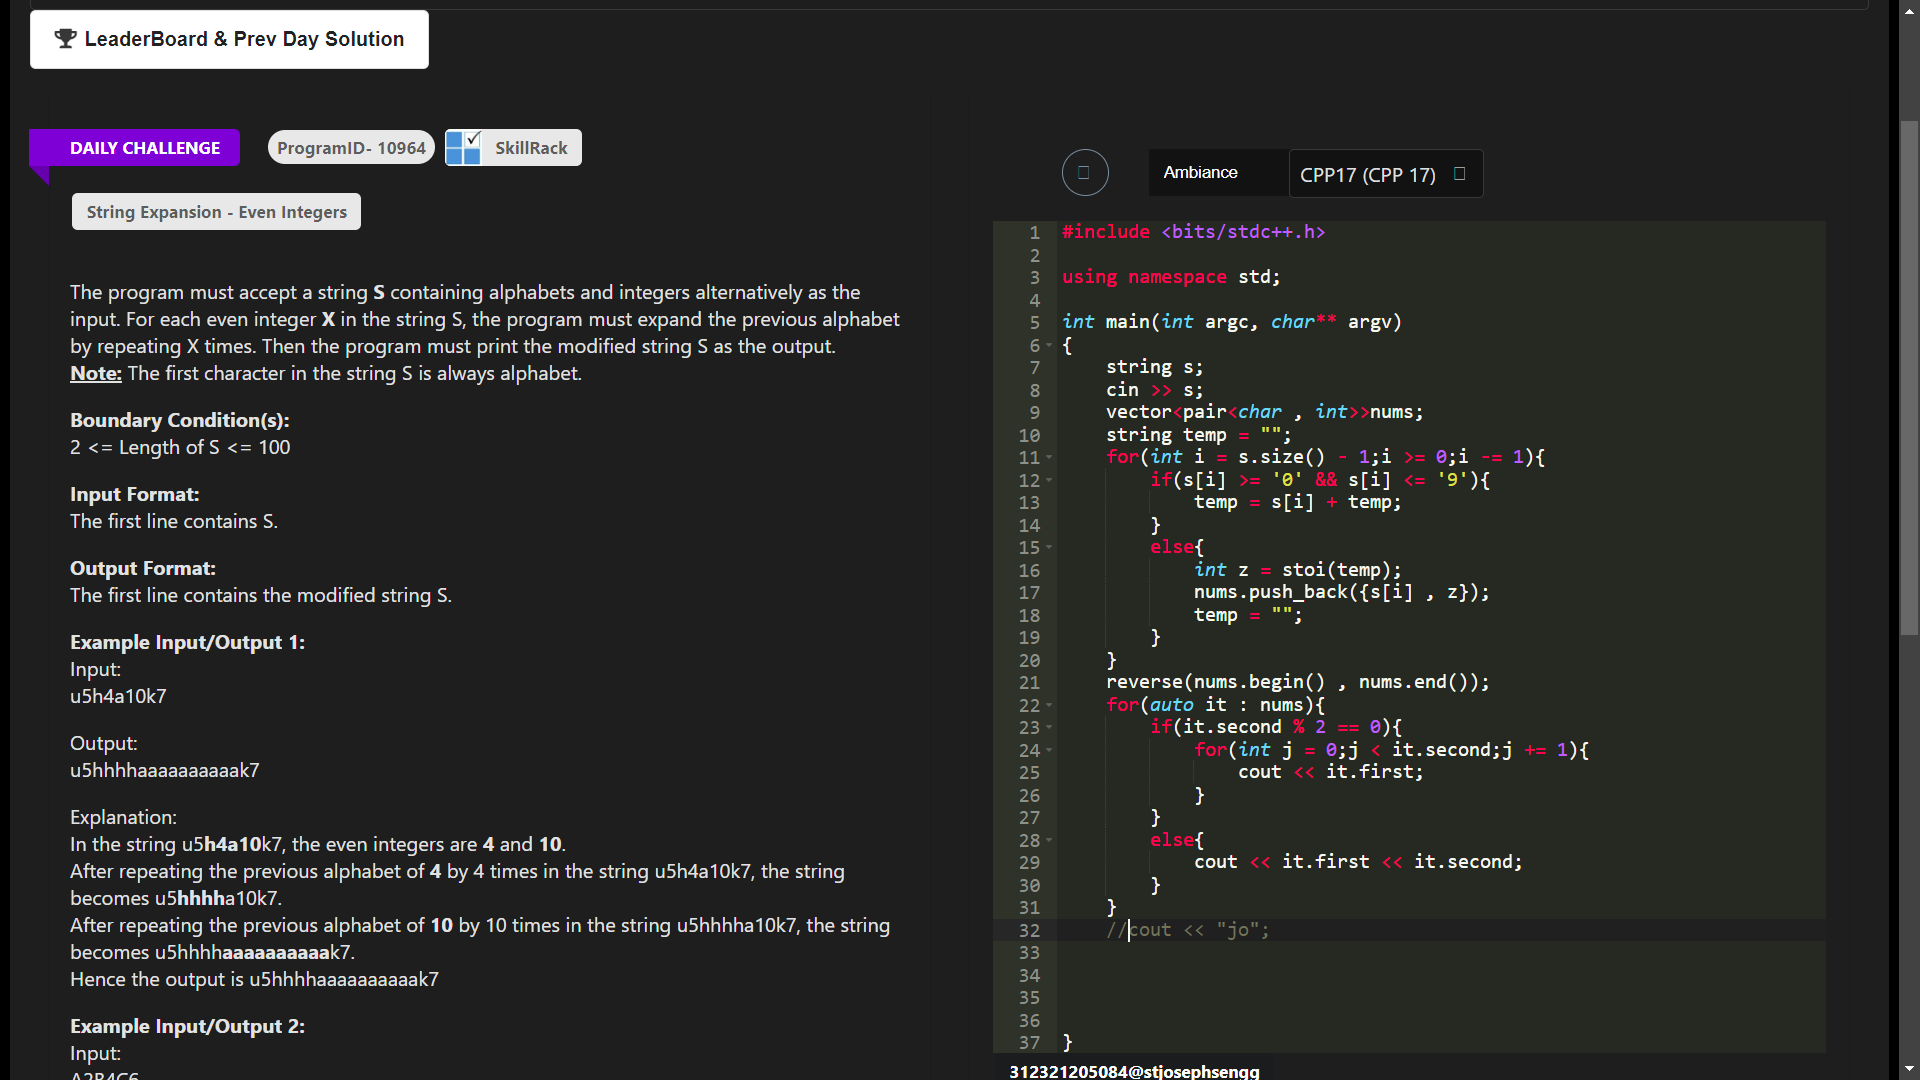 LeaderBoard & Prev Day Solution
DAILY CHALLENGE
ProgramID- 10964
SkillRack
String Expansion - Even Integers
The program must accept a string S containing alphabets and integers alternatively as the
input. For each even integer X in the string S, the program must expand the previous alphabet
by repeating X times. Then the program must print the modified string S as the output.
Note: The first character in the string S is always alphabet.
Boundary Condition(s):
2 <= Length of S <= 100
Input Format:
The first line contains S.
Output Format:
The first line contains the modified string S.
Example Input/Output 1:
Input:
u5h4a10k7
Output:
u5hhhhaaaaaaaaaak7
Explanation:
In the string u5h4a10k7, the even integers are 4 and 10.
After repeating the previous alphabet of 4 by 4 times in the string u5h4a10k7, the string
becomes u5hhhha10k7.
After repeating the previous alphabet of 10 by 10 times in the string u5hhhha10k7, the string
becomes u5hhhhaaaaaaaaaak7.
Hence the output is u5hhhhaaaaaaaaaak7
Example Input/Output 2:
Input:
A2B4C6
Ambiance
CPP17 (CPP 17)
1 #include <bits/stdc++.h>
2
3 using namespace std;
4
5 int main(int argc, char** argv)
6 {
7 string s;
8 cin >> s;
9 vector<pair<char , int>>nums;
10 string temp = "";
11 for(int i = s.size() - 1;i >= 0;i -= 1){
12 if(s[i] >= '0' && s[i] <= '9'){
13 temp = s[i] + temp;
14 }
15 else{
16 int z = stoi(temp);
17 nums.push_back({s[i] , z});
18 temp = "";
19 }
20 }
21 reverse(nums.begin() , nums.end());
22 for(auto it : nums){
23 if(it.second % 2 == 0){
24 for(int j = 0;j < it.second;j += 1){
25 cout << it.first;
26 }
27 }
28 else{
29 cout << it.first << it.second;
30 }
31 }
32 //cout << "jo";
33
34
35
36
37 }
312321205084@stjosephsengg